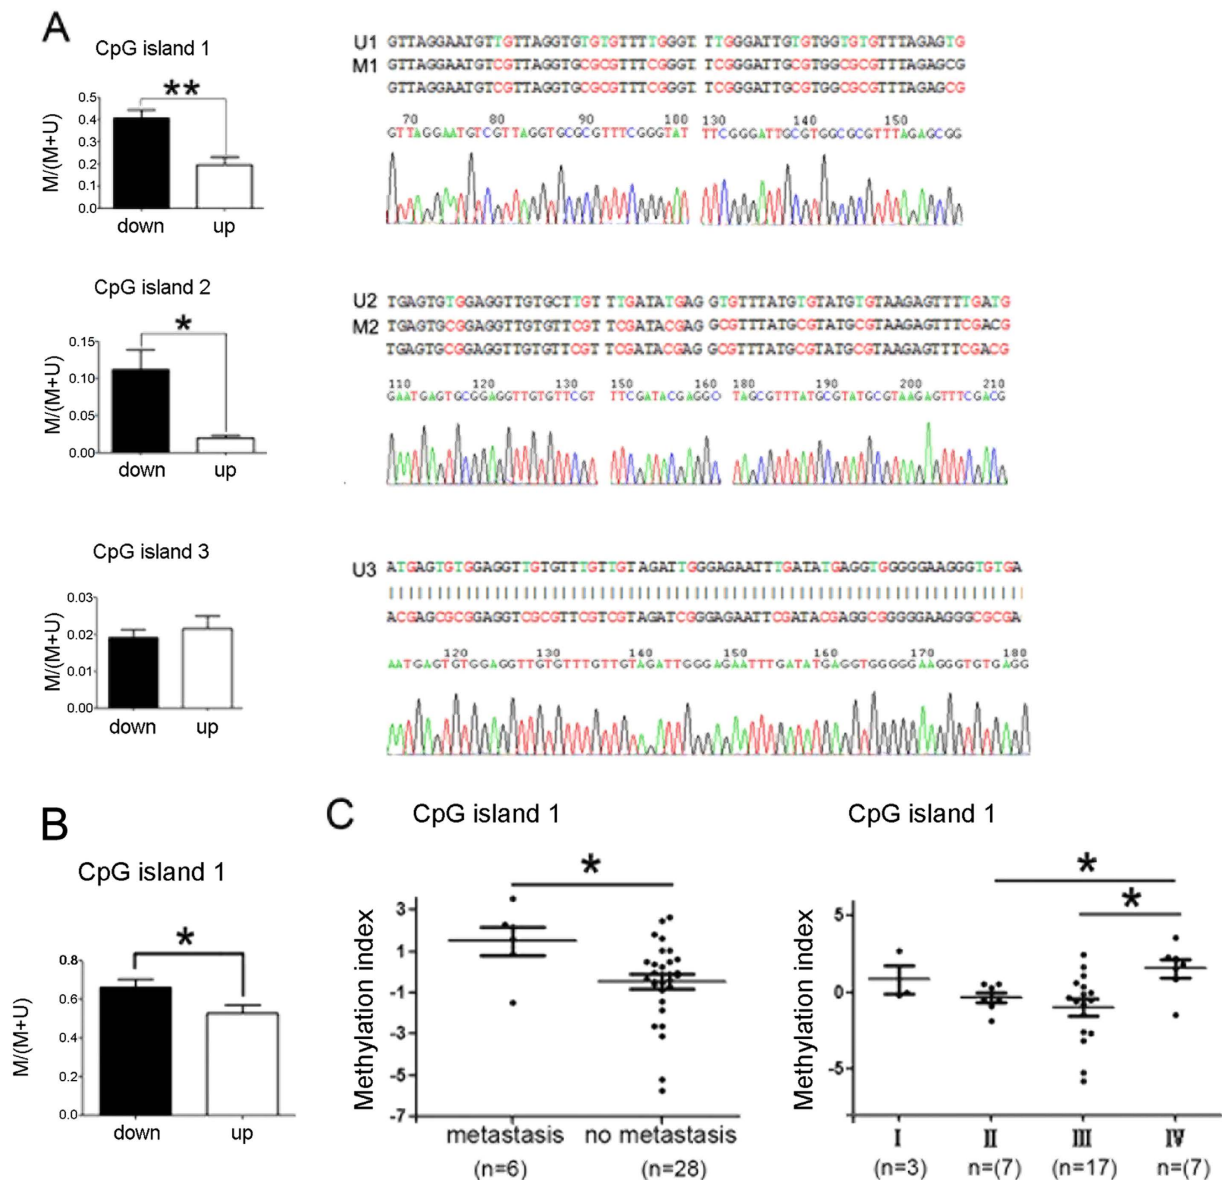 A
CpG island 1
**
0.5
0.4
0.3
0.2
0.1
0.0
M/(M+U)
down up
U1 GTTAGGAATGTTGTTAGGTGTGTGTTTTGGGT TTGGGATTGTGTGGTGTGTTTAGAGTG
M1 GTTAGGAATGTCGTTAGGTGCGCGTTTCGGGT TCGGGATTGCGTGGCGCGTTTAGAGCG
GTTAGGAATGTCGTTAGGTGCGCGTTTCGGGT TCGGGATTGCGTGGCGCGTTTAGAGCG
70 80 90 100 130 140 150
GTTAGGAATGTCGTTAGGTGCGCGTTTCGGGTAT TTCGGGATTGCGTGGCGCGTTTAGAGCGG
CpG island 2
*
0.15
0.10
0.05
0.00
M/(M+U)
down up
U2 TGAGTGTGGAGGTTGTGCTTGT TTGATATGAG GTGTTTATGTGTATGTGTAAGAGTTTTGATG
M2 TGAGTGCGGAGGTTGTGTTCGT TCGATACGAG GCGTTTATGCGTATGCGTAAGAGTTTCGACG
TGAGTGCGGAGGTTGTGTTCGT TCGATACGAG GCGTTTATGCGTATGCGTAAGAGTTTCGACG
110 120 130 150 160 180 190 200 210
GAATGAGTGCGGAGGTTGTGTTCGT TTCGATACGAGGC TAGCGTTTATGCGTATGCGTAAGAGTTTCGACG
CpG island 3
0.03
0.02
0.01
0.00
M/(M+U)
down up
U3 ATGAGTGTGGAGGTTGTGTTTGTTGTAGATTGGGAGAATTTGATATGAGGTGGGGGAAGGGTGTGA
ACGAGCGCGGAGGTCGCGTTCGTCGTAGATCGGGAGAATTCGATACGAGGCGGGGGAAGGGCGCGA
120 130 140 150 160 170 180
AATGAGTGTGGAGGTTGTGTTTGTTGTAGATTGGGAGAATTTGATATGAGGTGGGGGAAGGGTGTGAGG
B
CpG island 1
*
0.8
0.6
0.4
0.2
0.0
M/(M+U)
down up
C
CpG island 1
*
3
1
-1
-3
-5
-7
Methylation index
metastasis no metastasis
(n=6) (n=28)
CpG island 1
*
*
5
0
-5
Methylation index
I II III IV
(n=3) n=(7) (n=17) n=(7)